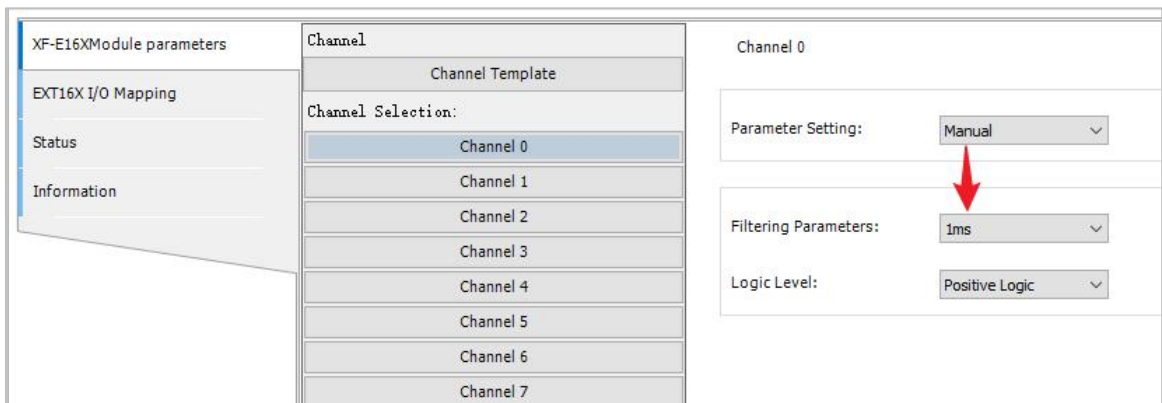 XF-E16XModule parameters
EXT16X I/O Mapping
Status
Information
Channel
Channel Template
Channel Selection:
Channel 0
Channel 1
Channel 2
Channel 3
Channel 4
Channel 5
Channel 6
Channel 7
Channel 0
Parameter Setting: Manual
Filtering Parameters: 1ms
Logic Level: Positive Logic